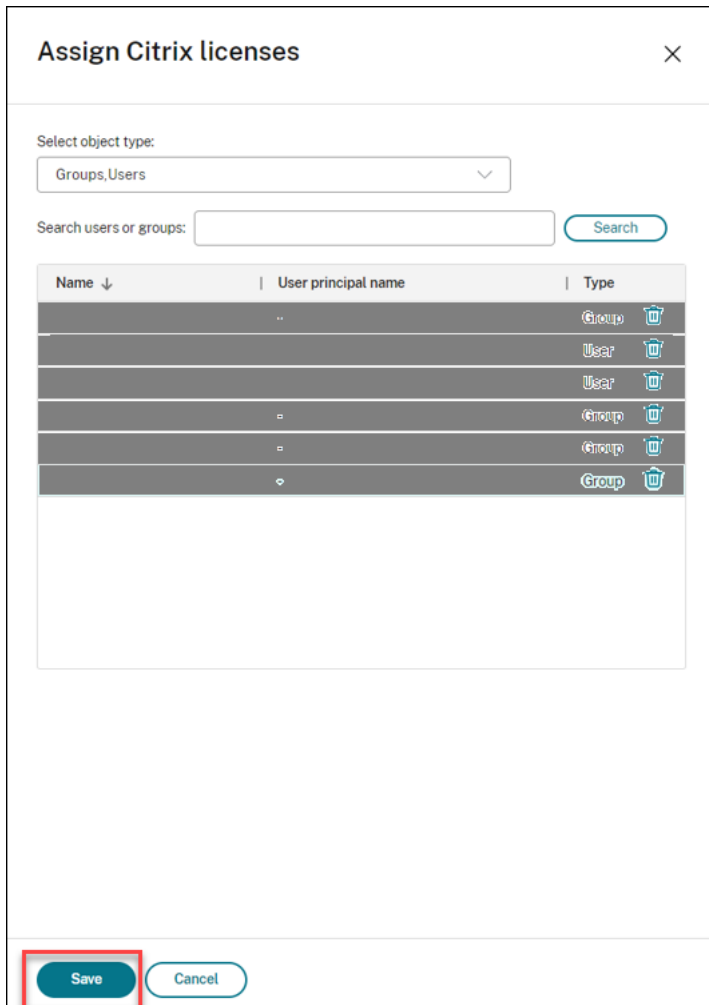 Assign Citrix licenses
Select object type:
Groups,Users
Search users or groups: Search
Name ↓ | User principal name | Type
Group
User
User
Group
Group
Group
Save Cancel